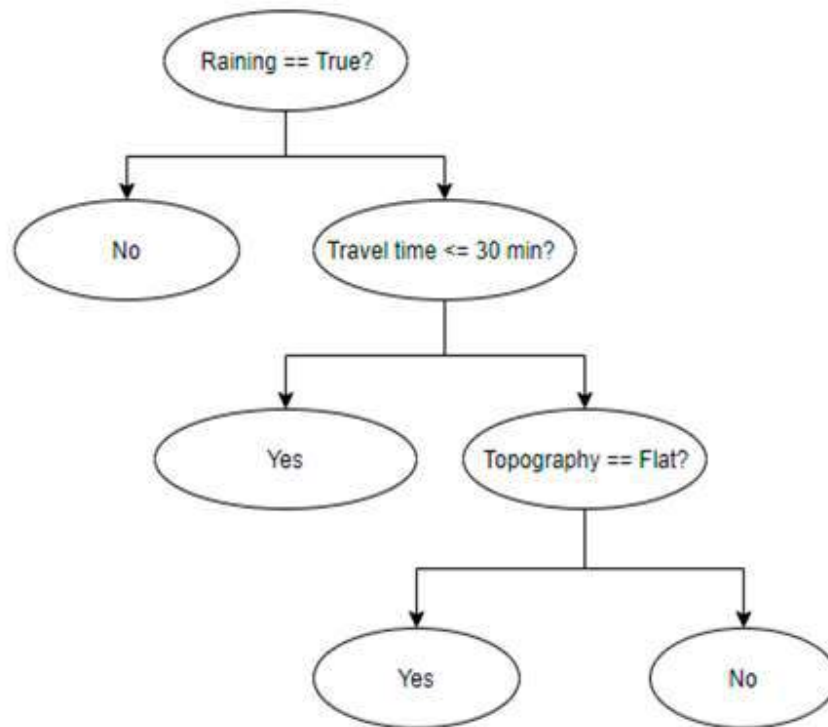 Raining == True?
No
Travel time <= 30 min?
Yes
Topography == Flat?
Yes
No